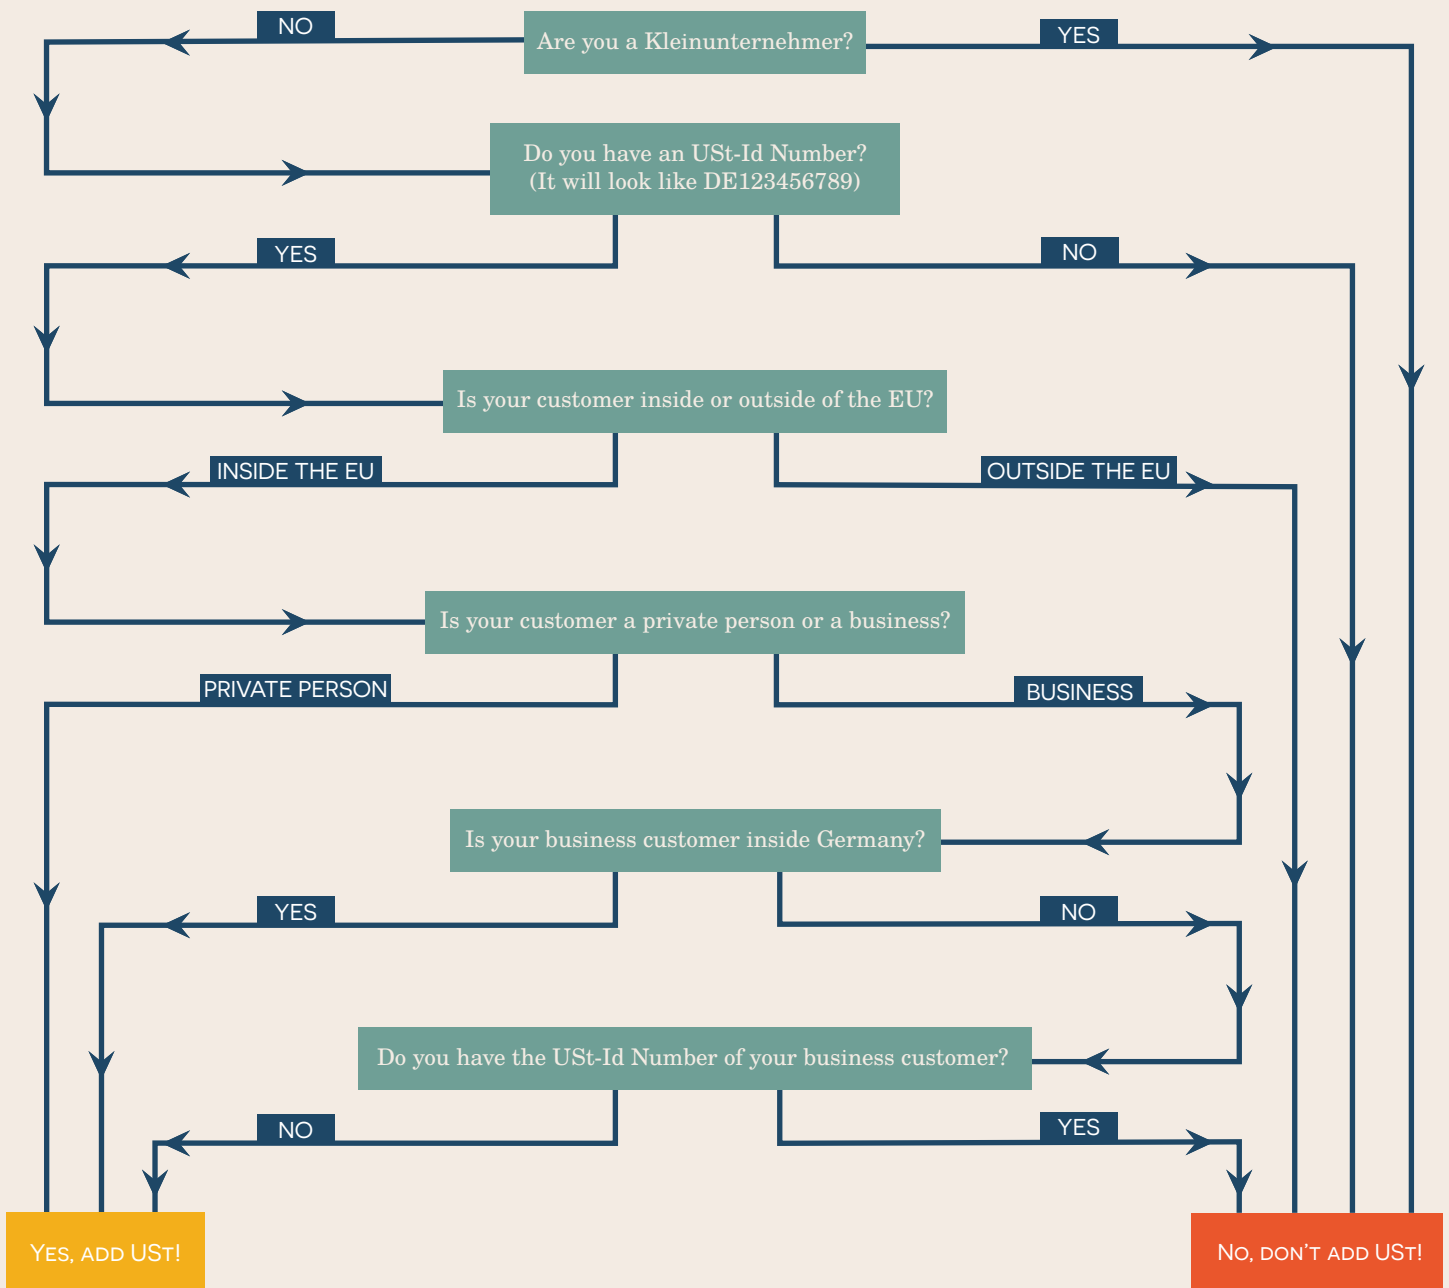 NO
Are you a Kleinunternehmer?
YES
Do you have an USt-Id Number?
(It will look like DE123456789)
YES
NO
Is your customer inside or outside of the EU?
INSIDE THE EU
OUTSIDE THE EU
Is your customer a private person or a business?
PRIVATE PERSON
BUSINESS
Is your business customer inside Germany?
YES
NO
Do you have the USt-Id Number of your business customer?
NO
YES
Yes, add USt!
No, don't add USt!